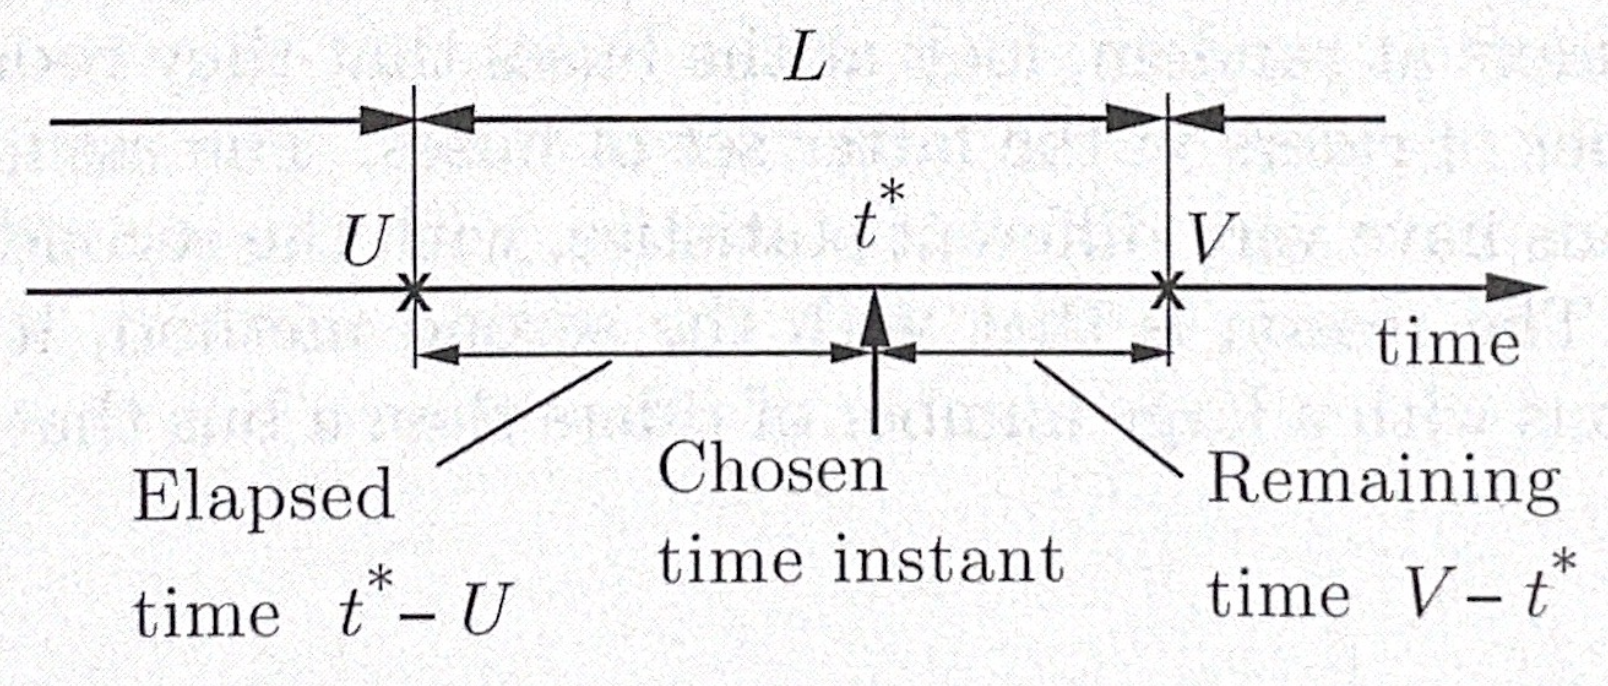 L
t*
U
V
time
Elapsed
time t* – U
Chosen
time instant
Remaining
time V – t*